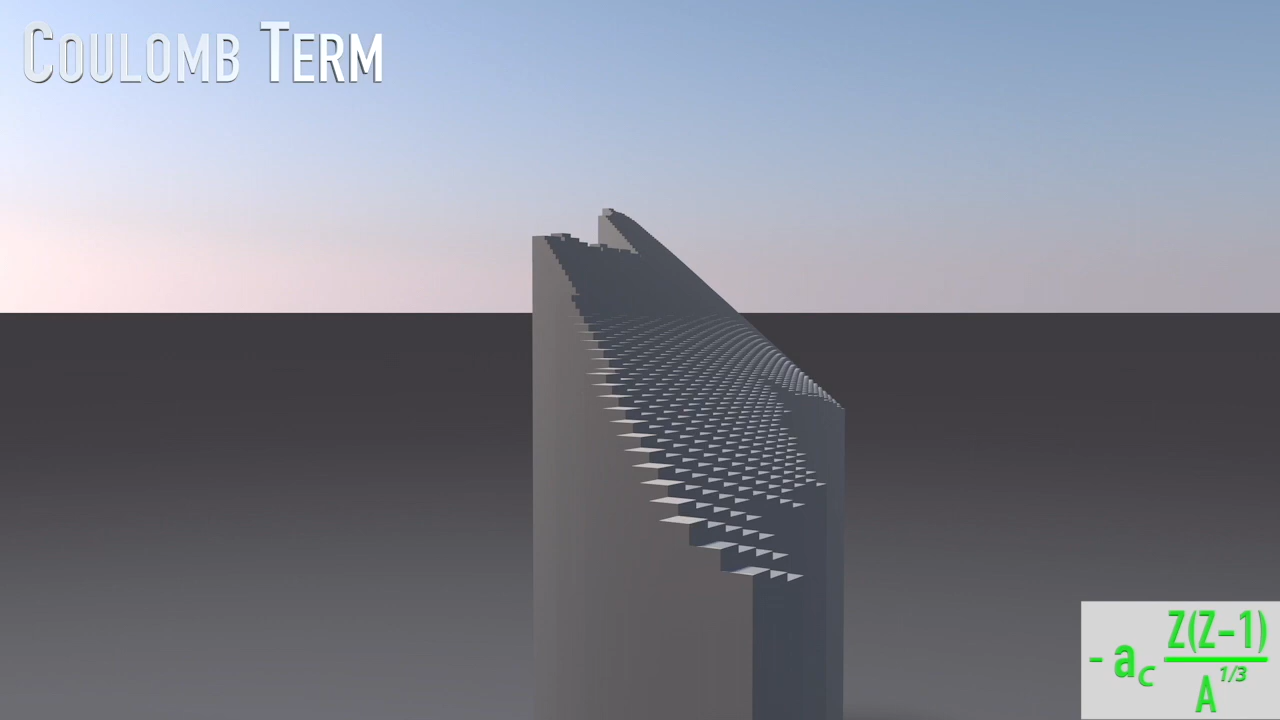 COULOMB TERM
- a_C Z(Z-1)
A^1/3